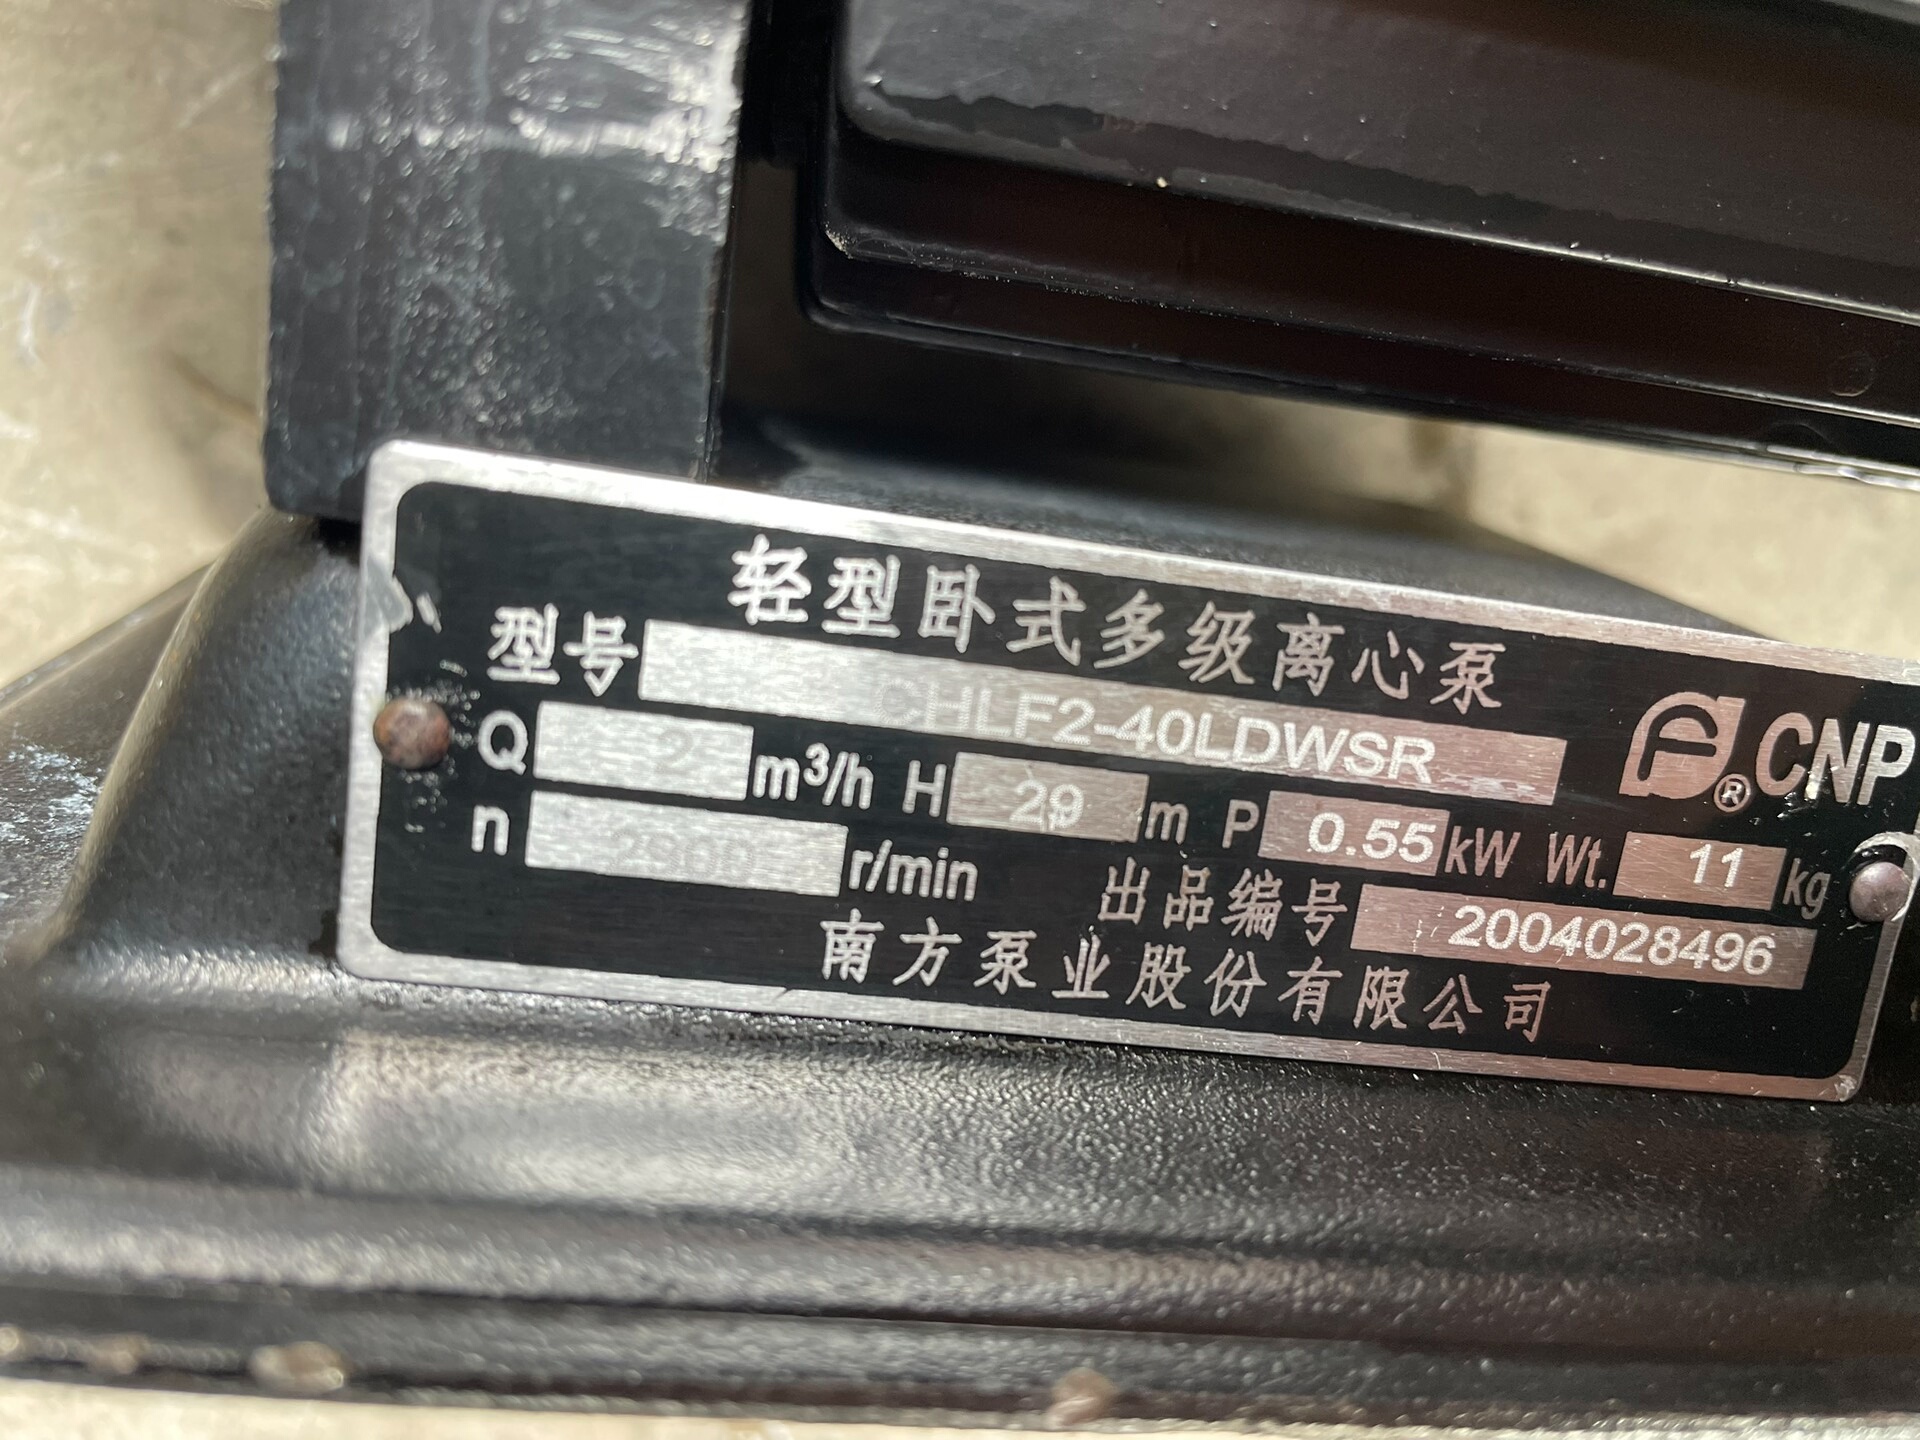 轻型卧式多级离心泵
型号 CHLF2-40LDWSR
® CNP
Q 2 m³/h H 29 m P 0.55 kW Wt. 11 kg
n r/min 出品编号 2004028496
南方泵业股份有限公司